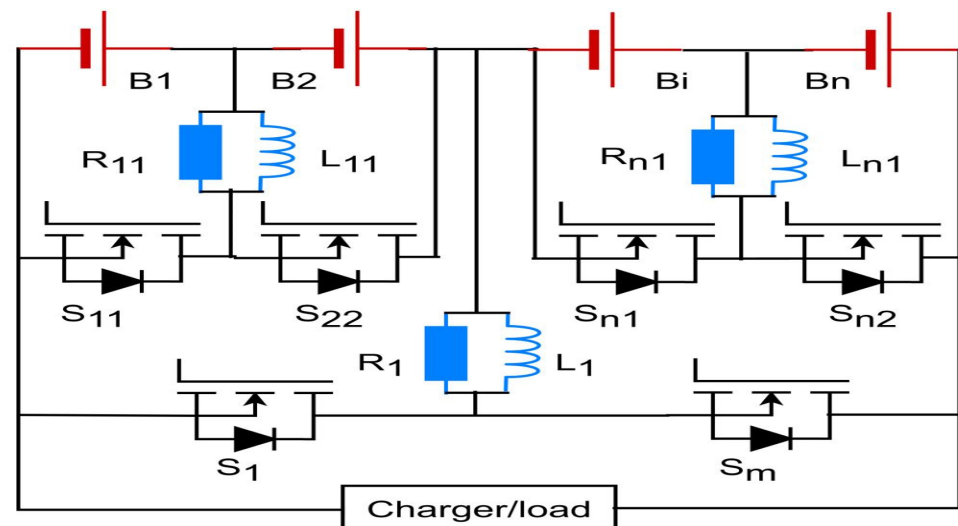 B1 B2 Bi Bn
R11 L11 Rn1 Ln1
S11 S22 Sn1 Sn2
R1 L1
S1 Sm
Charger/load